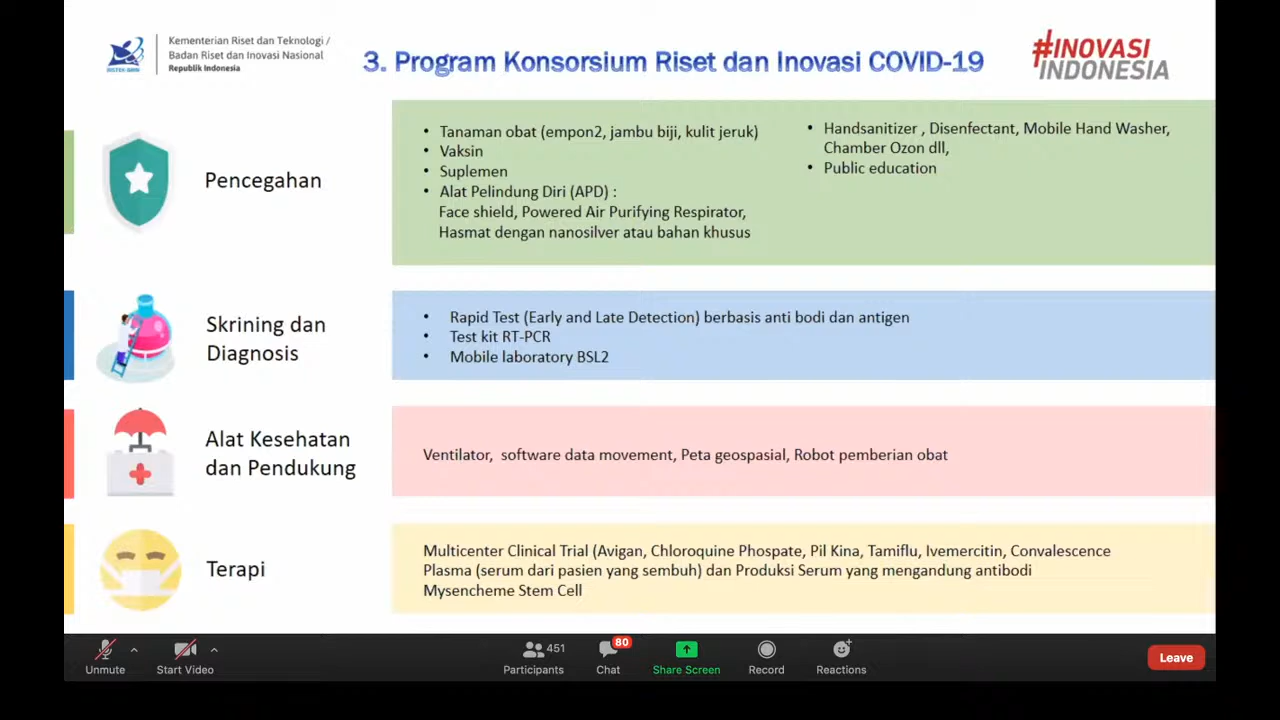 Kementerian Riset dan Teknologi /
Badan Riset dan Inovasi Nasional
Republik Indonesia
RISTEK-BRIN
3. Program Konsorsium Riset dan Inovasi COVID-19
#INOVASI
INDONESIA
Pencegahan
• Tanaman obat (empon2, jambu biji, kulit jeruk)
• Vaksin
• Suplemen
• Alat Pelindung Diri (APD) :
Face shield, Powered Air Purifying Respirator,
Hasmat dengan nanosilver atau bahan khusus
• Handsanitizer , Disenfectant, Mobile Hand Washer,
Chamber Ozon dll,
• Public education
Skrining dan
Diagnosis
• Rapid Test (Early and Late Detection) berbasis anti bodi dan antigen
• Test kit RT-PCR
• Mobile laboratory BSL2
Alat Kesehatan
dan Pendukung
Ventilator, software data movement, Peta geospasial, Robot pemberian obat
Terapi
Multicenter Clinical Trial (Avigan, Chloroquine Phospate, Pil Kina, Tamiflu, Ivemercitin, Convalescence
Plasma (serum dari pasien yang sembuh) dan Produksi Serum yang mengandung antibodi
Mysencheme Stem Cell
Unmute
Start Video
451
Participants
80
Chat
Share Screen
Record
Reactions
Leave